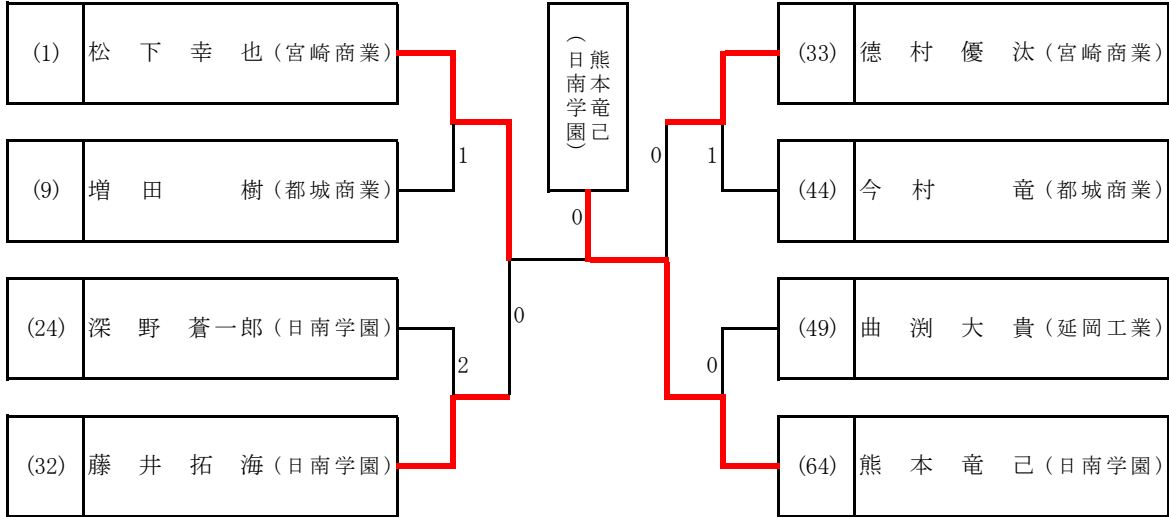 (1) 松下幸也 (宮崎商業)
1
(9) 増田樹 (都城商業)
(24) 深野蒼一郎 (日南学園)
2
(32) 藤井拓海 (日南学園)
0
熊本竜己
(日南学園)
0
(33) 德村優汰 (宮崎商業)
1
(44) 今村竜 (都城商業)
0
(49) 曲渕大貴 (延岡工業)
0
(64) 熊本竜己 (日南学園)